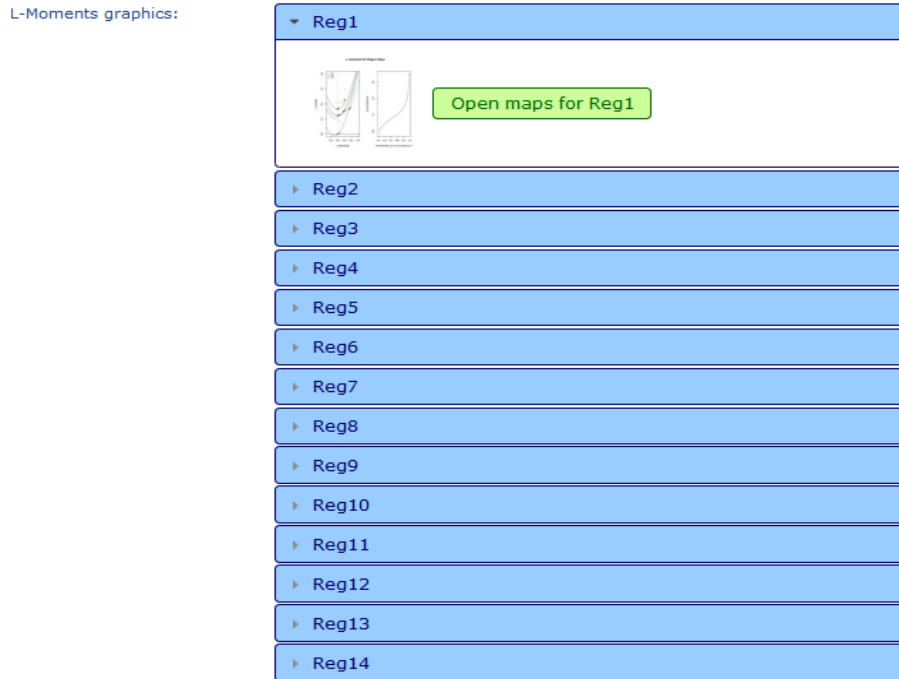 L-Moments graphics:
Reg1
Open maps for Reg1
Reg2
Reg3
Reg4
Reg5
Reg6
Reg7
Reg8
Reg9
Reg10
Reg11
Reg12
Reg13
Reg14